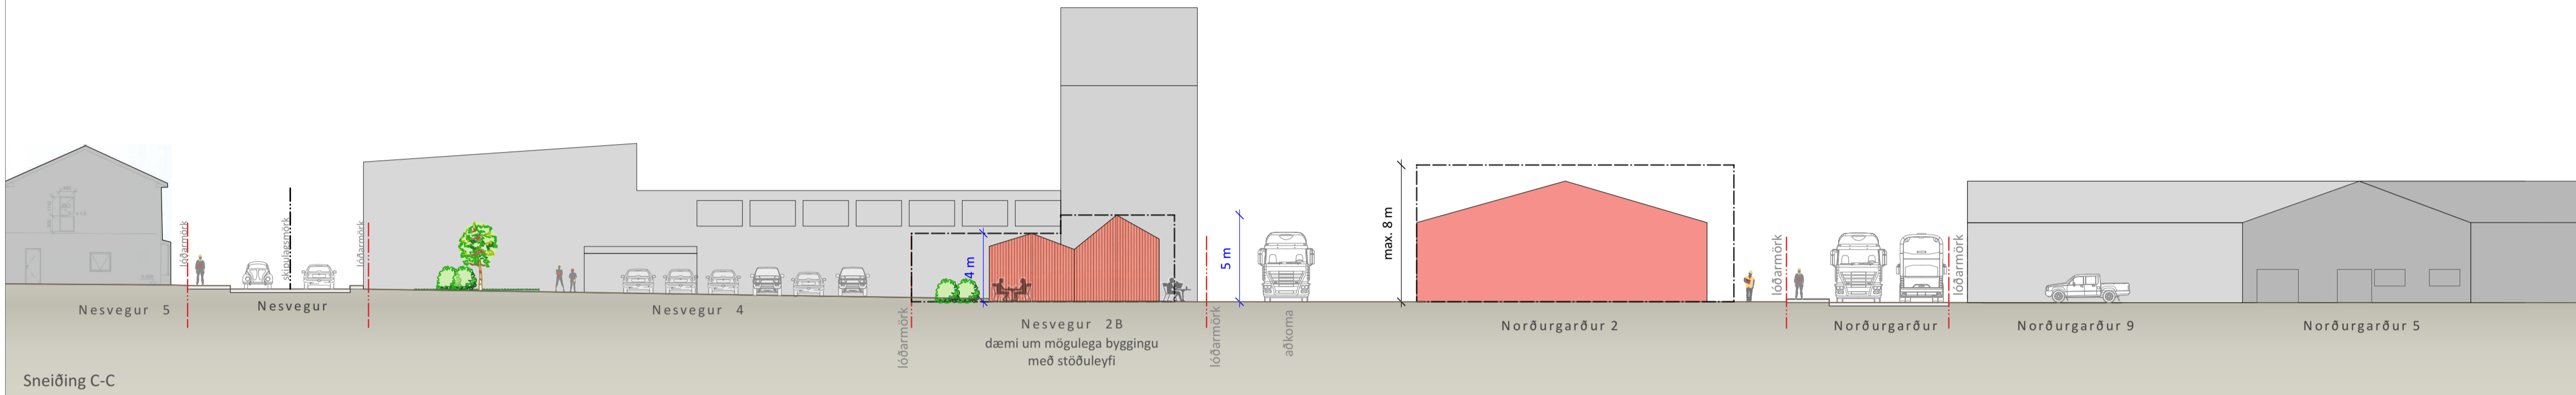 lóðarmörk
skipulagsmörk
lóðarmörk
4 m
5 m
max. 8 m
lóðarmörk
lóðarmörk
Nesvegur 5
Nesvegur
Nesvegur 4
lóðarmörk
Nesvegur 2B
dæmi um mögulega byggingu
með stöðuleyfi
lóðarmörk
aðkoma
Norðurgarður 2
Norðurgarður
Norðurgarður 9
Norðurgarður 5
Sneiðing C-C